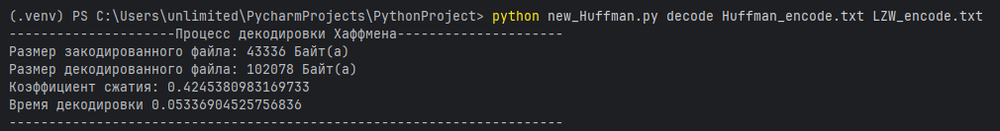 (.venv) PS C:\Users\unlimited\PycharmProjects\PythonProject> python new_Huffman.py decode Huffman_encode.txt LZW_encode.txt
---------------------Процесс декодировки Хаффмена---------------------
Размер закодированного файла: 43336 Байт(а)
Размер декодированного файла: 102078 Байт(а)
Коэффициент сжатия: 0.4245380983169733
Время декодировки 0.05336904525756836
----------------------------------------------------------------------